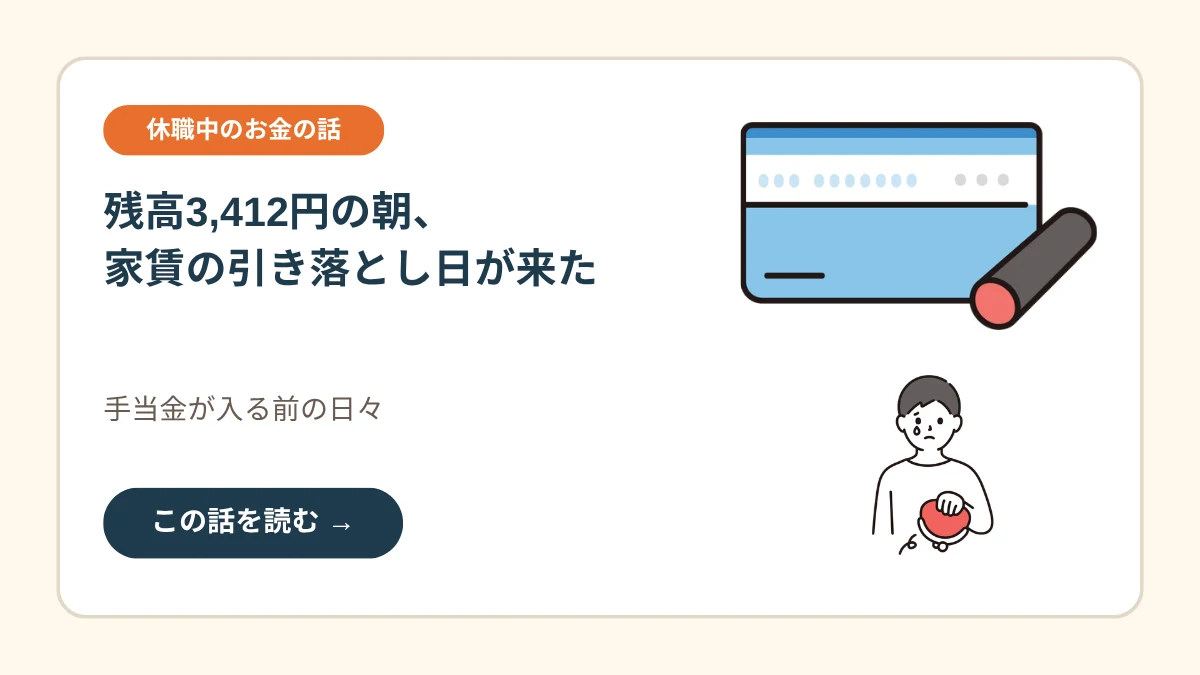 休職中のお金の話
残高3,412円の朝、
家賃の引き落とし日が来た
手当金が入る前の日々
この話を読む →